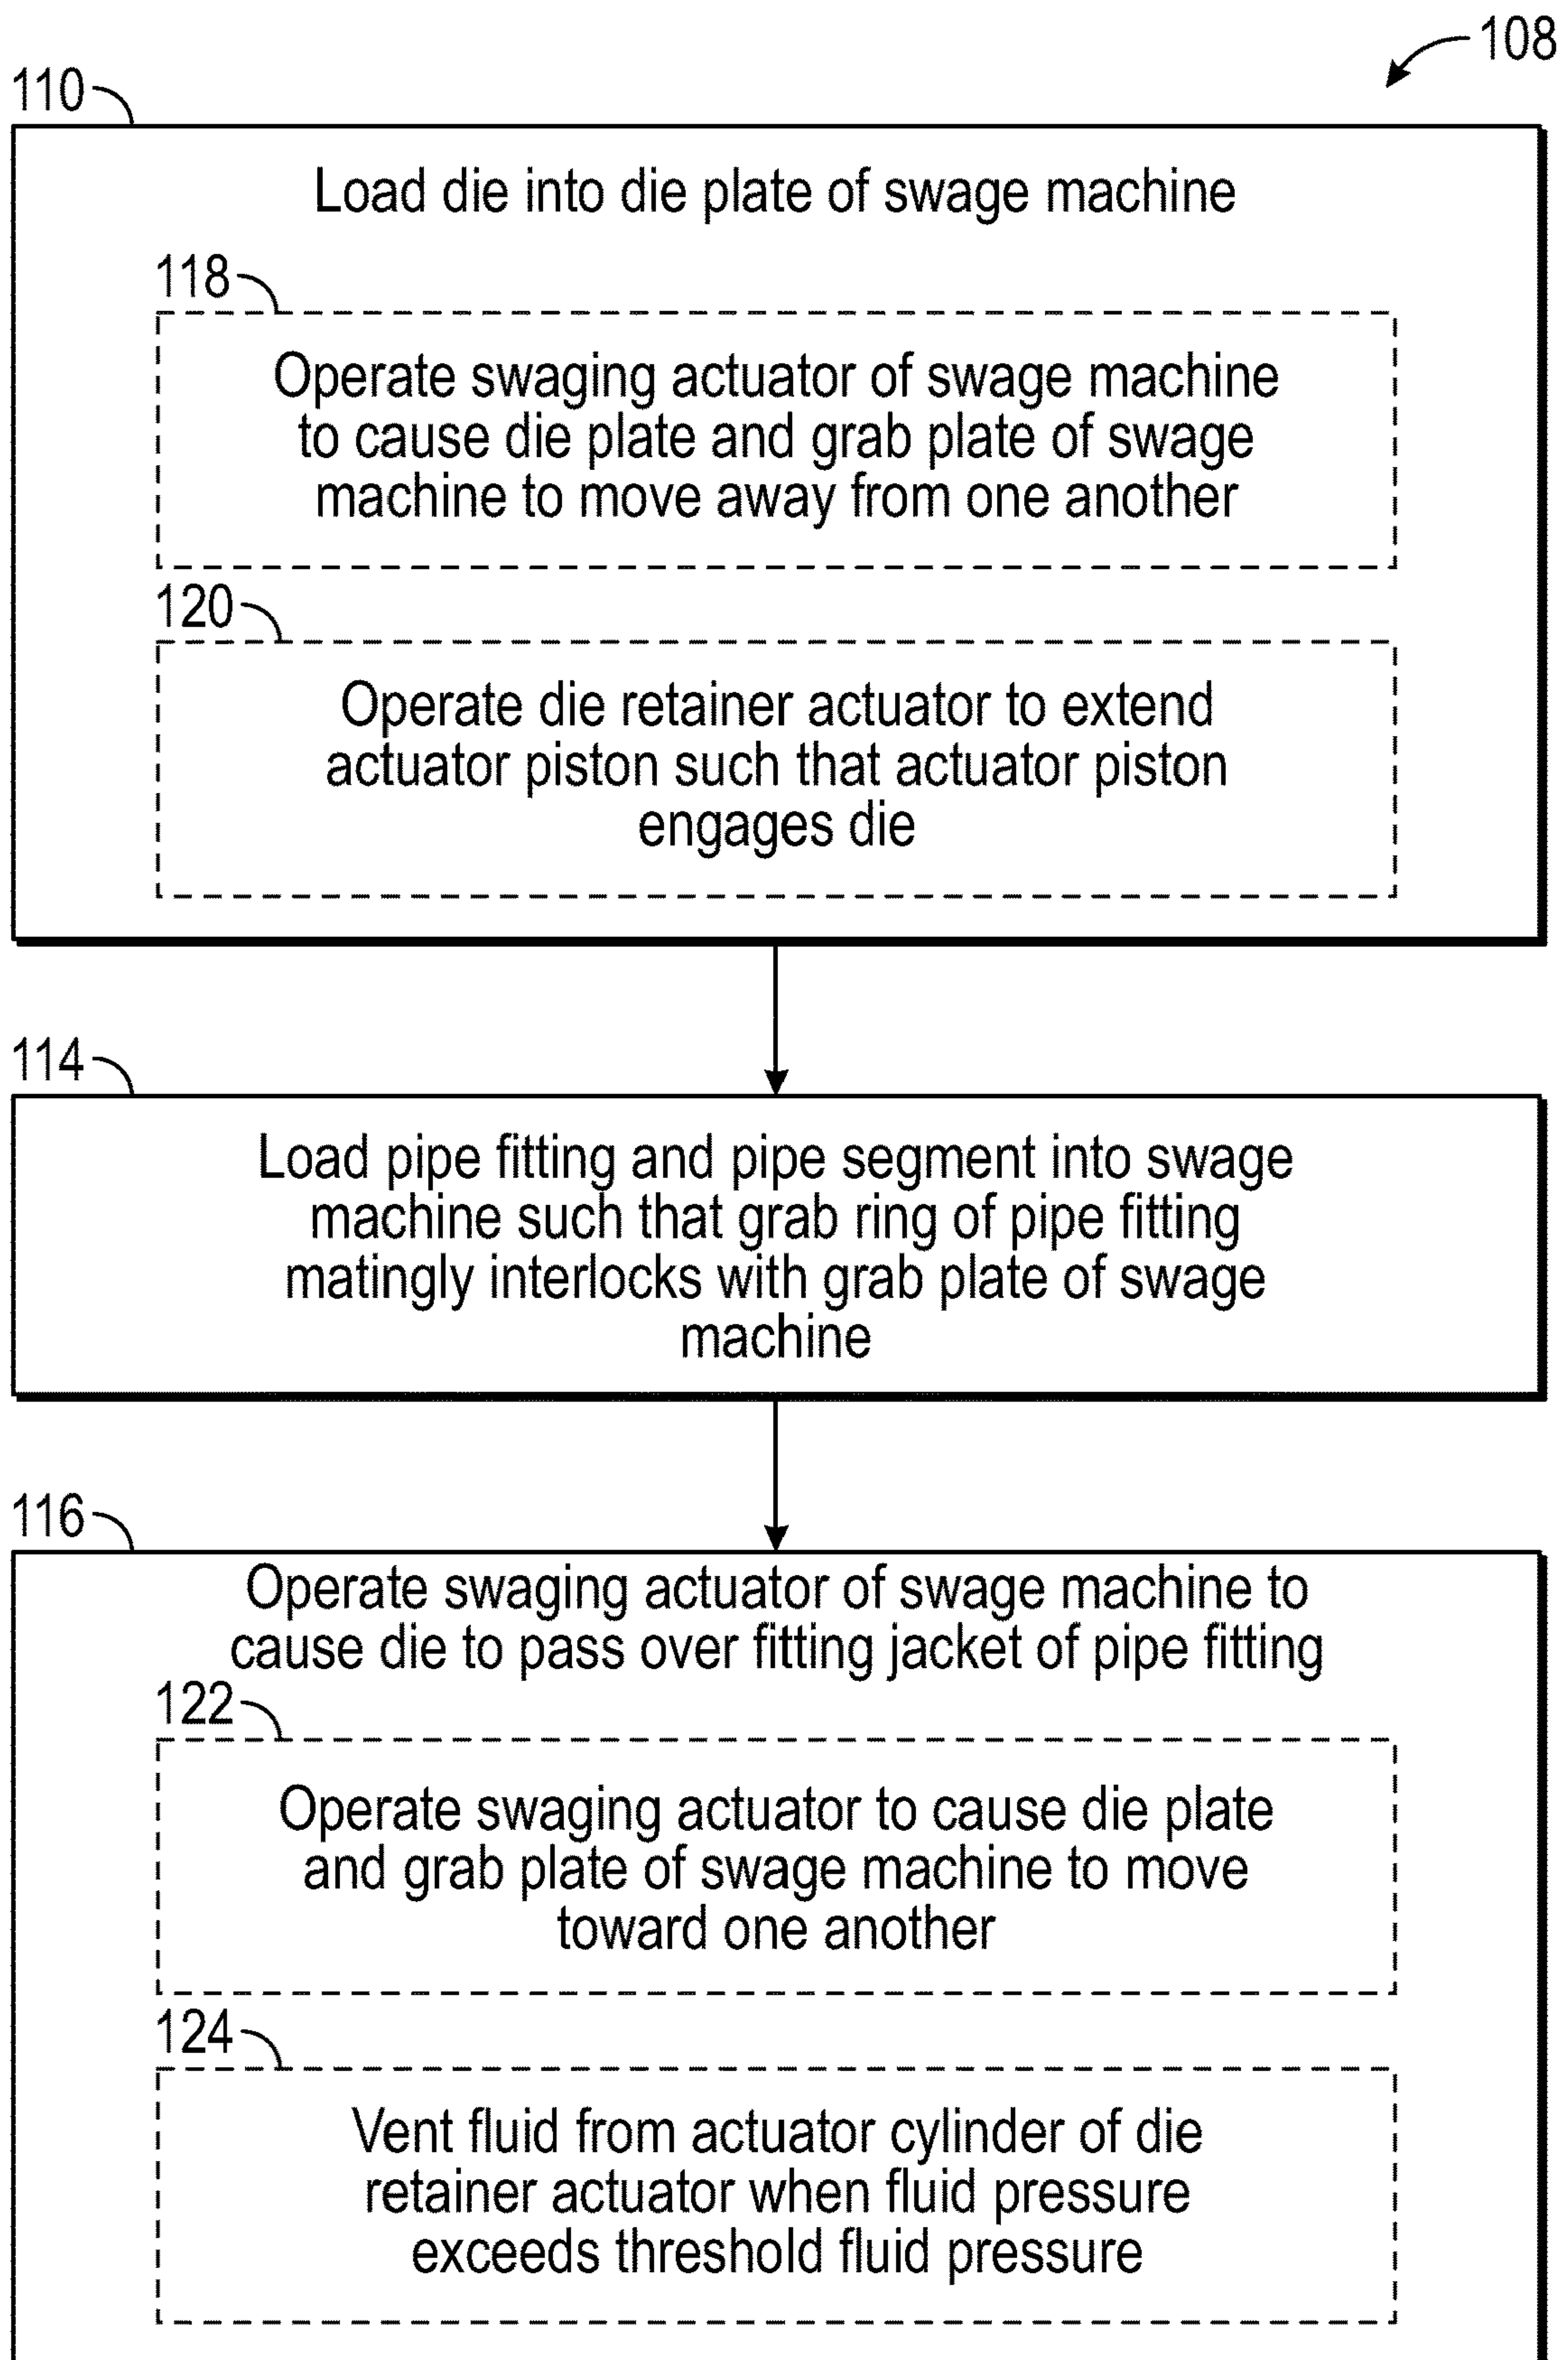 108
110
Load die into die plate of swage machine
118
Operate swaging actuator of swage machine
to cause die plate and grab plate of swage
machine to move away from one another
120
Operate die retainer actuator to extend
actuator piston such that actuator piston
engages die
114
Load pipe fitting and pipe segment into swage
machine such that grab ring of pipe fitting
matingly interlocks with grab plate of swage
machine
116
Operate swaging actuator of swage machine to
cause die to pass over fitting jacket of pipe fitting
122
Operate swaging actuator to cause die plate
and grab plate of swage machine to move
toward one another
124
Vent fluid from actuator cylinder of die
retainer actuator when fluid pressure
exceeds threshold fluid pressure